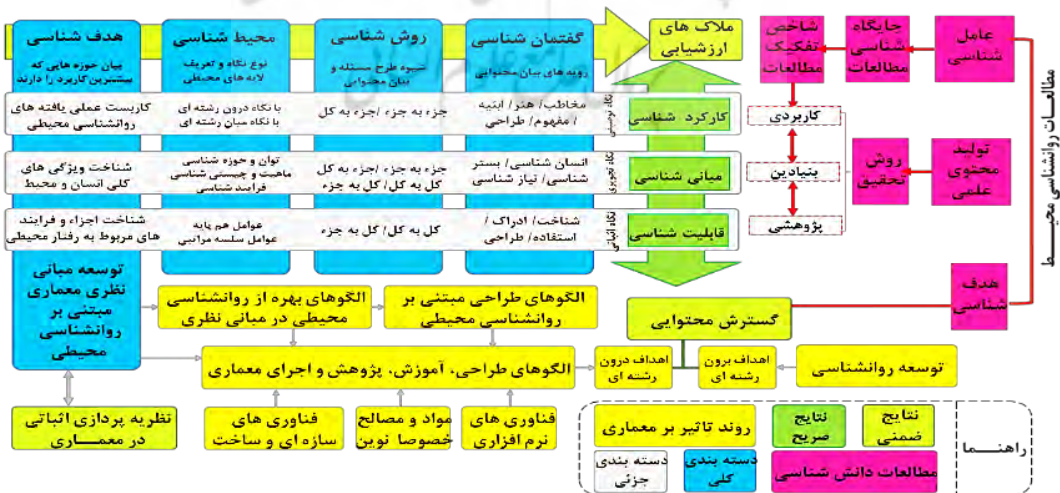 مطالعات روانشناسی محیـــط
عامل
شناسی
جایگاه
شناسی
مطالعات
شاخص
تفکیک
مطالعات
تولید
محتوی
علمی
روش
تحقیق
کاربردی
بنیادین
پژوهشی
هدف
شناسی
ملاک های
ارزشیابی
گفتمان شناسی
رویه های بیان محتوایی
روش شناسی
شیوه طرح مسئله و
بیان محتوایی
محیط شناسی
نوع نگاه و تعریف
لایه های محیطی
هدف شناسی
بیان حوزه هایی که
بیشترین کاربرد را دارند
کارکرد شناسی
نگاه توصیفی
مخاطب/ هنر/ ابنیه
/ مفهوم/ طراحی
جزء به جزء /جزء به کل
با نگاه درون رشته ای
با نگاه میان رشته ای
کاربست عملی یافته های
روانشناسی محیطی
مبانی شناسی
نگاه تجویزی
انسان شناسی/ بستر
شناسی/ نیاز شناسی
جزء به جزء /جزء به کل
کل به کل/ کل به جزء
توان و حوزه شناسی
ماهیت و چیستی شناسی
فرایند شناسی
شناخت ویژگی های
کلی انسان و محیط
قابلیت شناسی
نگاه اثباتی
شناخت/ ادراک /
استفاده/ طراحی
کل به کل/ کل به جزء
عوامل هم پایه
عوامل سلسه مراتبی
شناخت اجزاء و فرایند
های مربوط به رفتار محیطی
توسعه مبانی
نظری معماری
مبتنی بر
روانشناسی
محیطی
الگوهای بهره از روانشناسی
محیطی در مبانی نظری
الگوهای طراحی مبتنی بر
روانشناسی محیطی
گسترش محتوایی
الگوهای طراحی، آموزش، پژوهش و اجرای معماری
اهداف درون
رشته ای
اهداف برون
رشته ای
توسعه روانشناسی
نظریه پردازی اثباتی
در معمـــاری
فناوری های
سازه ای و ساخت
مواد و مصالح
خصوصا نوین
فناوری های
نرم افزاری
راهنـــما
نتایج
ضمنی
نتایج
صریح
روند تاثیر بر معماری
مطالعات دانش شناسی
دسته بندی
کلی
دسته بندی
جزئی